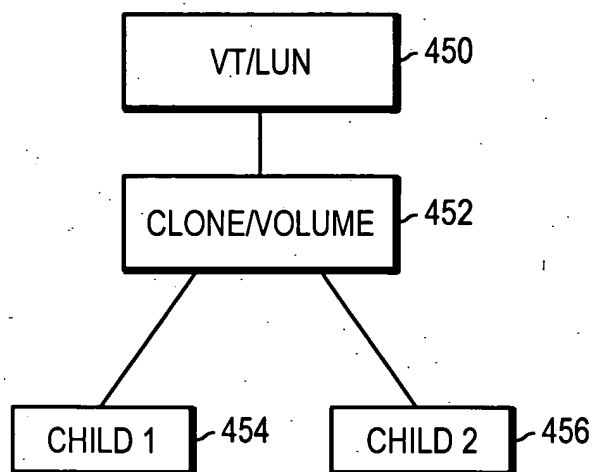 VT/LUN 450
CLONE/VOLUME 452
CHILD 1 454
CHILD 2 456